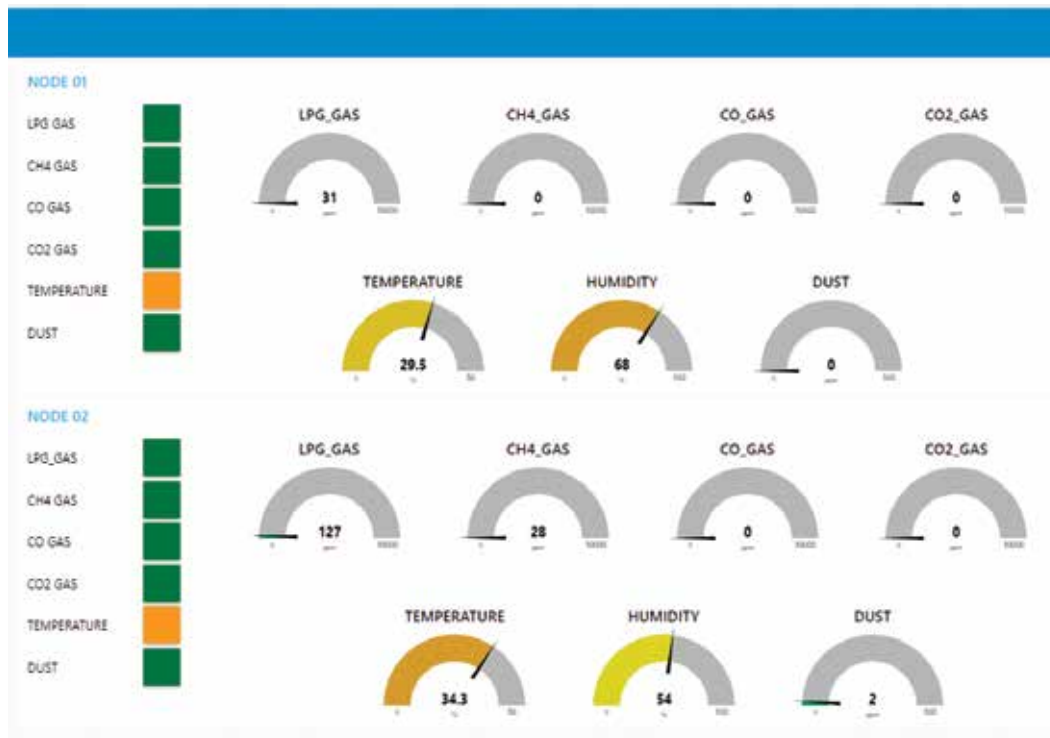 NODE 01
LPG GAS
CH4 GAS
CO GAS
CO2 GAS
TEMPERATURE
DUST
LPG_GAS CH4_GAS CO_GAS CO2_GAS
31 0 0 0
TEMPERATURE HUMIDITY DUST
29.5 68 0
NODE 02
LPG_GAS
CH4 GAS
CO GAS
CO2 GAS
TEMPERATURE
DUST
LPG_GAS CH4_GAS CO_GAS CO2_GAS
127 28 0 0
TEMPERATURE HUMIDITY DUST
34.3 54 2